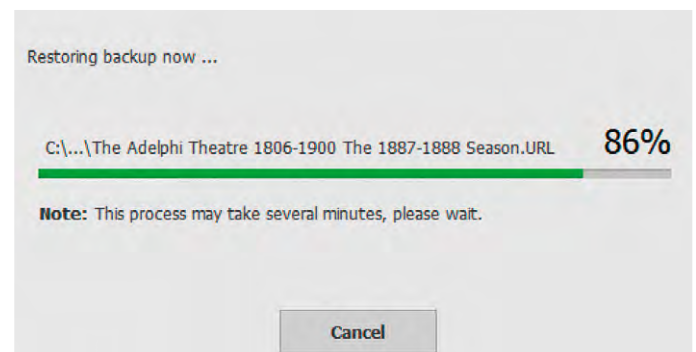 Restoring backup now ...
C:\...\The Adelphi Theatre 1806-1900 The 1887-1888 Season.URL 86%
Note: This process may take several minutes, please wait.
Cancel